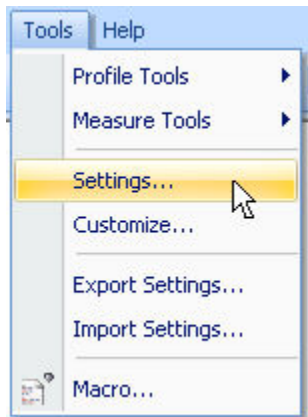 Tools Help
Profile Tools
Measure Tools
Settings...
Customize...
Export Settings...
Import Settings...
Macro...